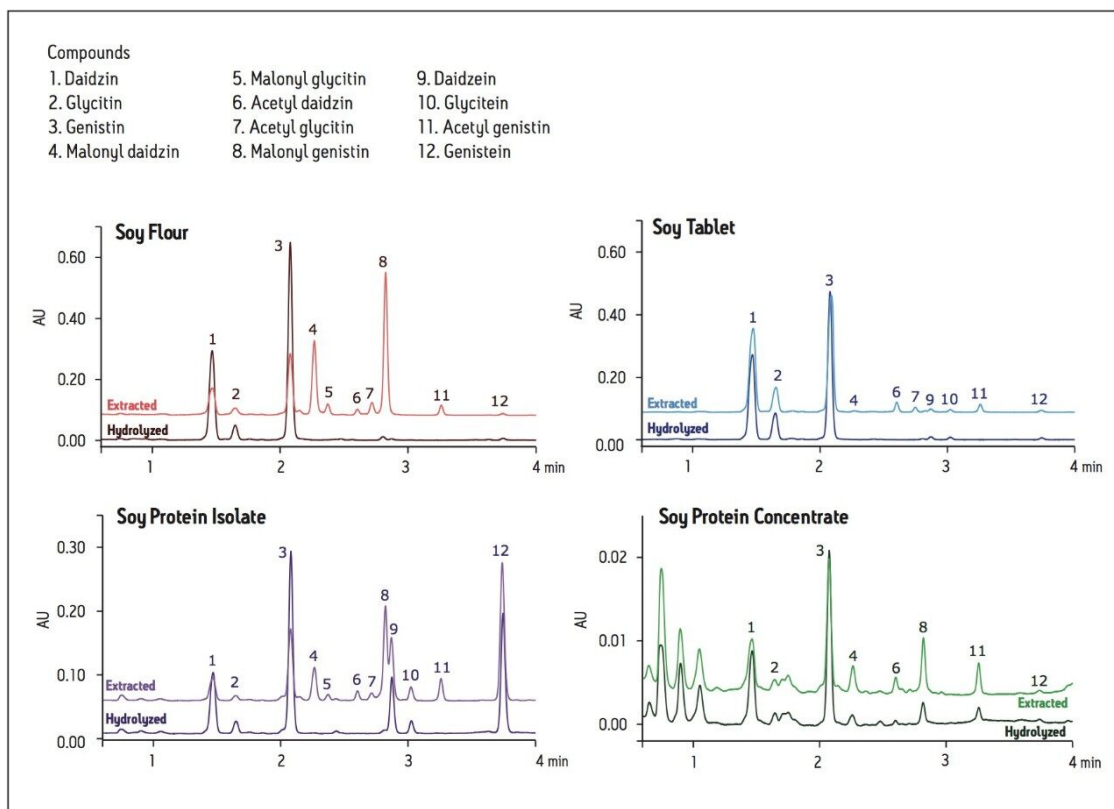 Compounds
1. Daidzin 5. Malonyl glycitin 9. Daidzein
2. Glycitin 6. Acetyl daidzin 10. Glycitein
3. Genistin 7. Acetyl glycitin 11. Acetyl genistin
4. Malonyl daidzin 8. Malonyl genistin 12. Genistein
Soy Flour
AU
0.60
0.40
0.20
0.00
1 2 3 4 5 6 7 8 11 12
Extracted
Hydrolyzed
1 2 3 4 min
Soy Tablet
AU
0.60
0.40
0.20
0.00
1 2 3 4 6 7 9 10 11 12
Extracted
Hydrolyzed
1 2 3 4 min
Soy Protein Isolate
AU
0.30
0.20
0.10
0.00
1 2 3 4 5 6 7 8 9 10 11 12
Extracted
Hydrolyzed
1 2 3 4 min
Soy Protein Concentrate
AU
0.02
0.01
0.00
1 2 3 4 6 8 11 12
Extracted
Hydrolyzed
1 2 3 4 min